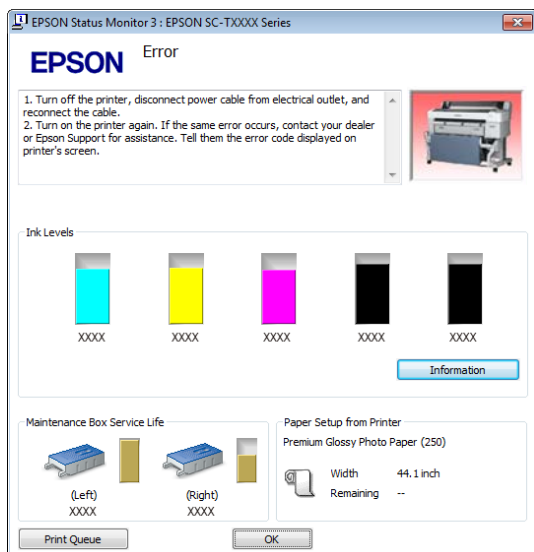 EPSON Status Monitor 3 : EPSON SC-TXXXX Series
EPSON
Error
1. Turn off the printer, disconnect power cable from electrical outlet, and
reconnect the cable.
2. Turn on the printer again. If the same error occurs, contact your dealer
or Epson Support for assistance. Tell them the error code displayed on
printer's screen.
Ink Levels
XXXX XXXX XXXX XXXX XXXX
Information
Maintenance Box Service Life
(Left) (Right)
XXXX XXXX
Paper Setup from Printer
Premium Glossy Photo Paper (250)
Width 44.1 inch
Remaining --
Print Queue OK